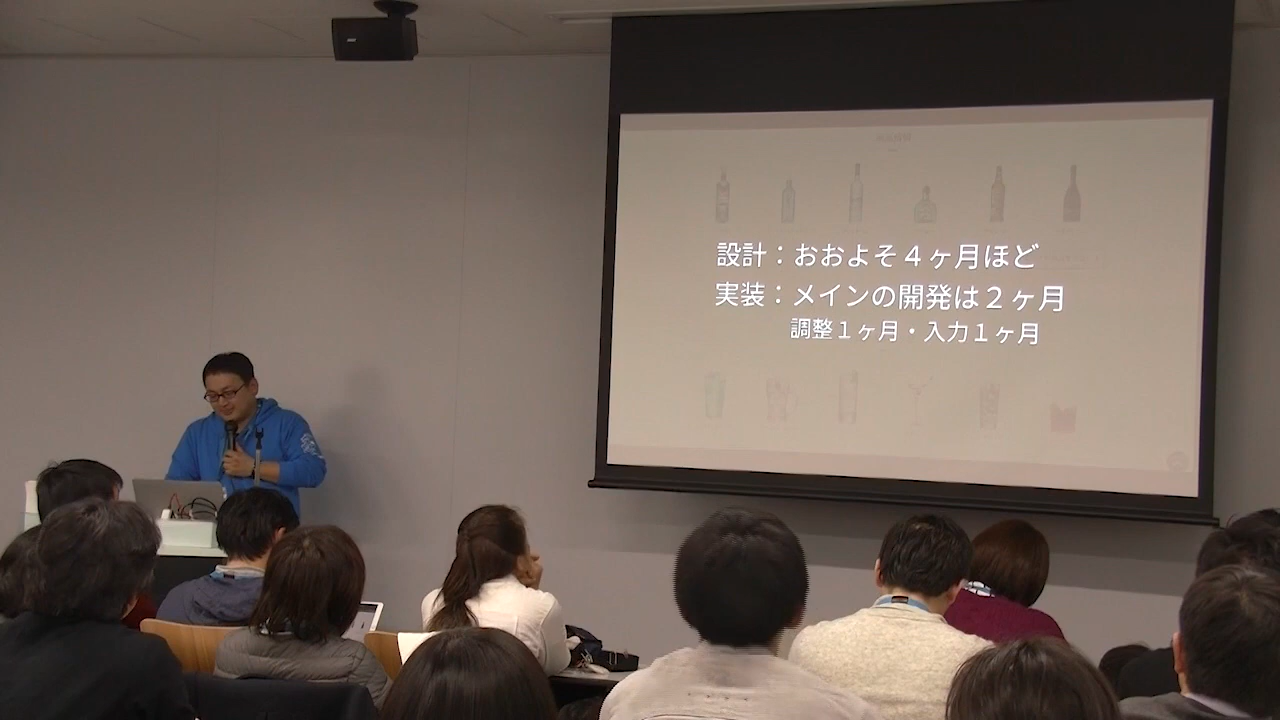 設計：おおよそ４ヶ月ほど
実装：メインの開発は２ヶ月
調整１ヶ月・入力１ヶ月